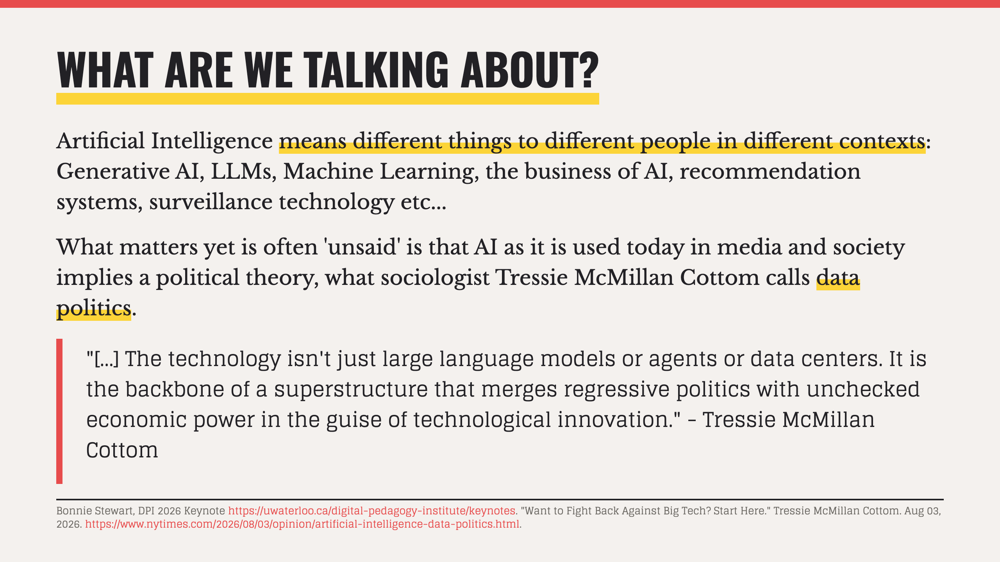 WHAT ARE WE TALKING ABOUT?
Artificial Intelligence means different things to different people in different contexts:
Generative AI, LLMs, Machine Learning, the business of AI, recommendation
systems, surveillance technology etc...
What matters yet is often 'unsaid' is that AI as it is used today in media and society
implies a political theory, what sociologist Tressie McMillan Cottom calls data
politics.
"[...] The technology isn't just large language models or agents or data centers. It is
the backbone of a superstructure that merges regressive politics with unchecked
economic power in the guise of technological innovation." – Tressie McMillan
Cottom
Bonnie Stewart, DPI 2026 Keynote https://uwaterloo.ca/digital-pedagogy-institute/keynotes. "Want to Fight Back Against Big Tech? Start Here." Tressie McMillan Cottom. Aug 03,
2026. https://www.nytimes.com/2026/08/03/opinion/artificial-intelligence-data-politics.html.